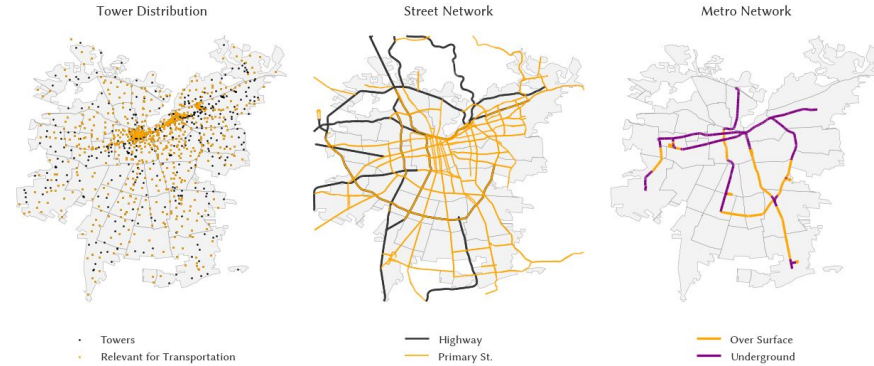 Tower Distribution
Street Network
Metro Network
Towers
Relevant for Transportation
Highway
Primary St.
Over Surface
Underground